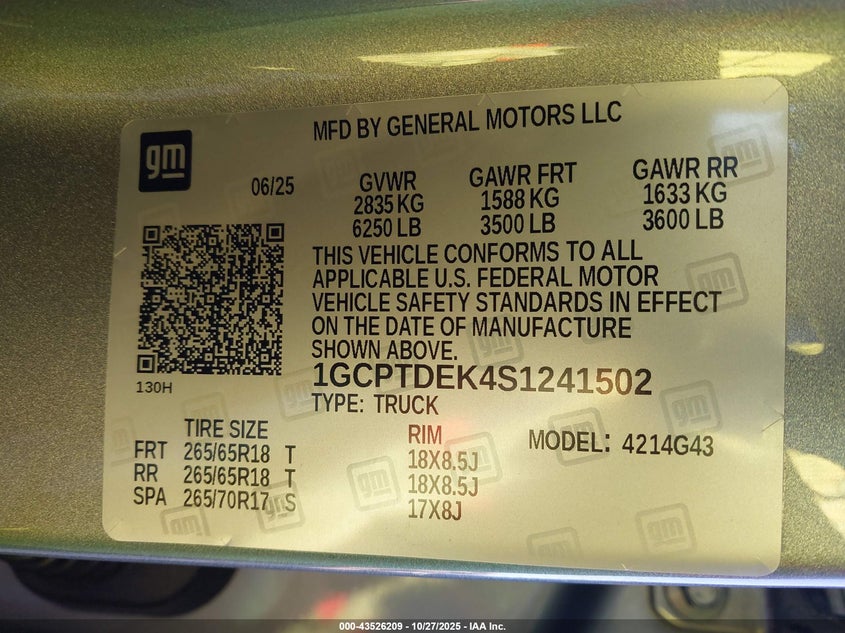 MFD BY GENERAL MOTORS LLC
gm
06/25
GVWR GAWR FRT GAWR RR
2835 KG 1588 KG 1633 KG
6250 LB 3500 LB 3600 LB
THIS VEHICLE CONFORMS TO ALL
APPLICABLE U.S. FEDERAL MOTOR
VEHICLE SAFETY STANDARDS IN EFFECT
ON THE DATE OF MANUFACTURE
SHOWN ABOVE.
130H
1GCPTDEK4S1241502
TYPE: TRUCK
TIRE SIZE RIM MODEL: 4214G43
FRT 265/65R18 T 18X8.5J
RR 265/65R18 T 18X8.5J
SPA 265/70R17 S 17X8J
000-43526209 | 10/27/2025 - IAA Inc.